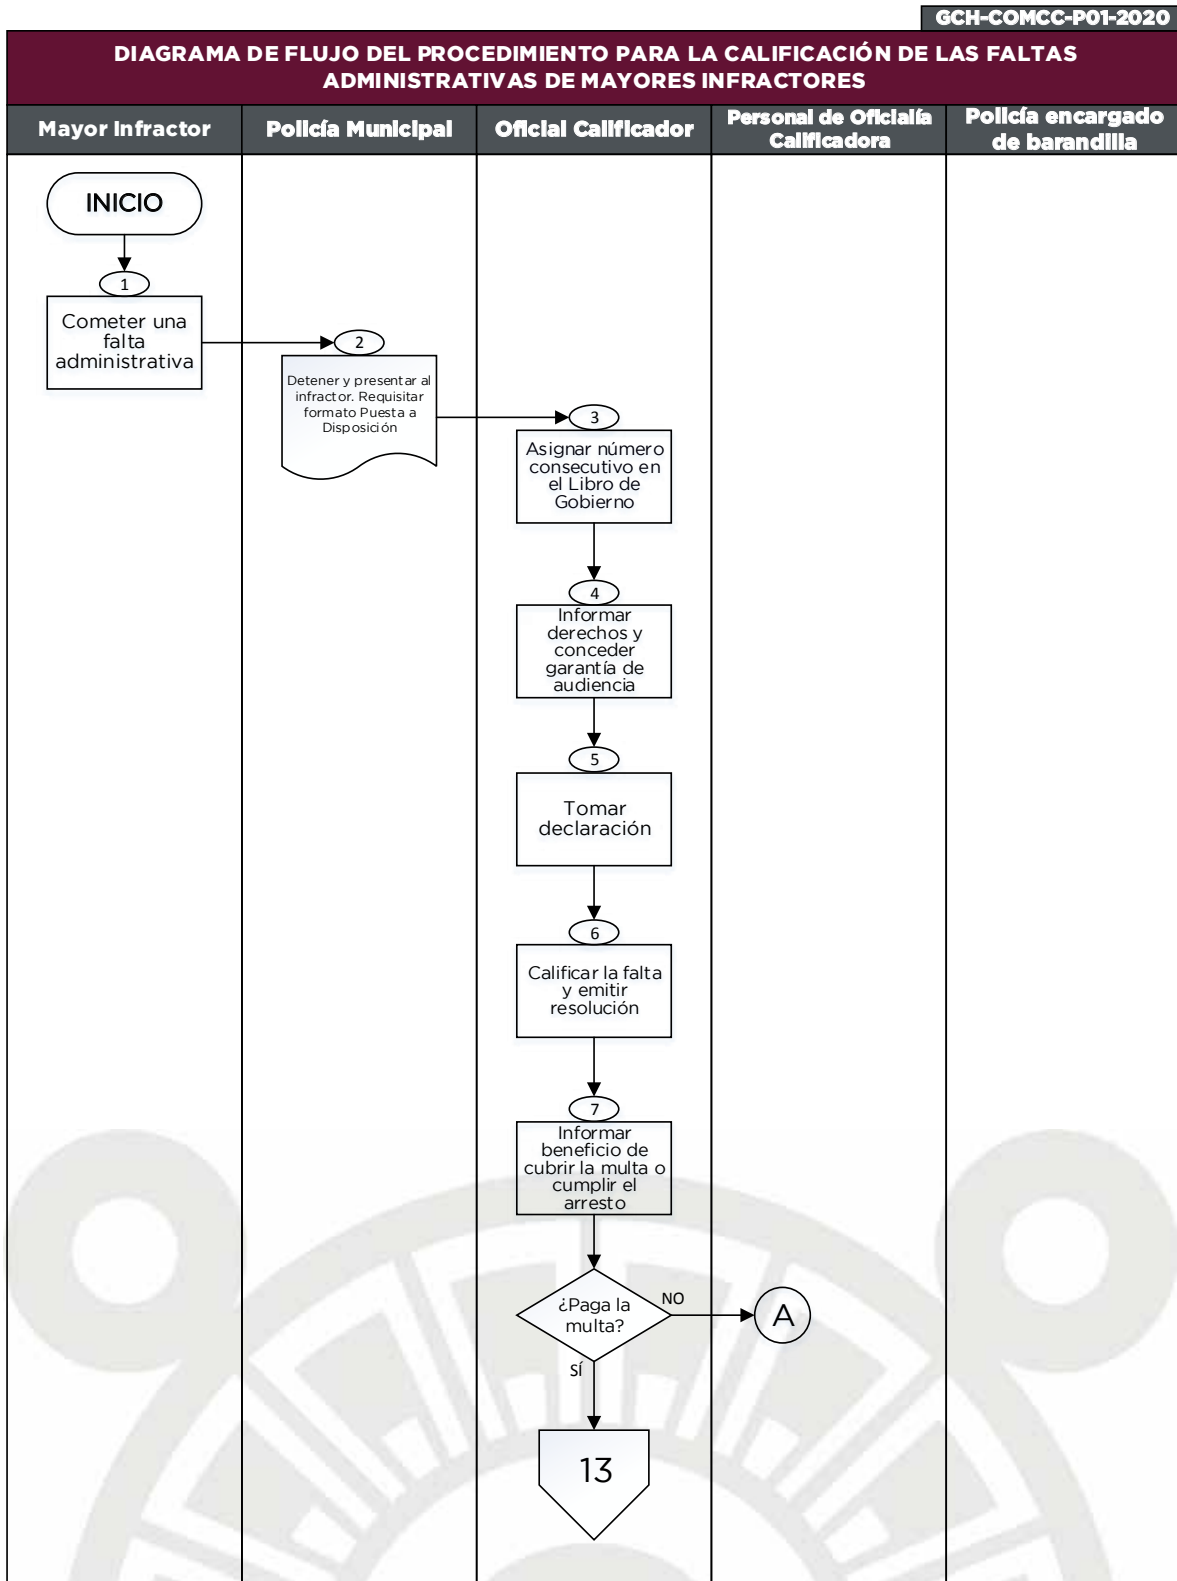 GCH-COMCC-P01-2020
DIAGRAMA DE FLUJO DEL PROCEDIMIENTO PARA LA CALIFICACIÓN DE LAS FALTAS
ADMINISTRATIVAS DE MAYORES INFRACTORES
Mayor Infractor
Policía Municipal
Oficial Calificador
Personal de Oficialía
Calificadora
Policía encargado
de barandilla
INICIO
1
Cometer una
falta
administrativa
2
Detener y presentar al
infractor. Requisitar
formato Puesta a
Disposición
3
Asignar número
consecutivo en
el Libro de
Gobierno
4
Informar
derechos y
conceder
garantía de
audiencia
5
Tomar
declaración
6
Calificar la falta
y emitir
resolución
7
Informar
beneficio de
cubrir la multa o
cumplir el
arresto
¿Paga la
multa?
NO
A
SÍ
13